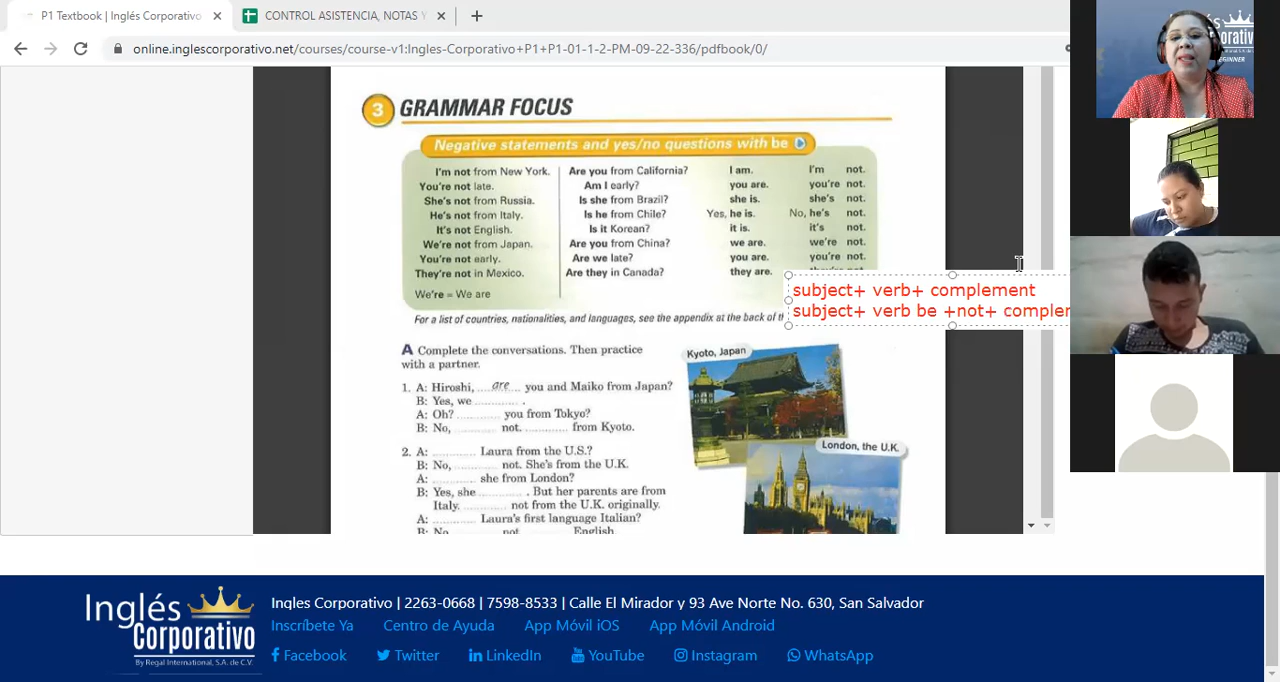 P1 Textbook | Inglés Corporativo
CONTROL ASISTENCIA, NOTAS Y
online.inglescorporativo.net/courses/course-v1:Ingles-Corporativo+P1+P1-01-1-2-PM-09-22-336/pdfbook/0/
3 GRAMMAR FOCUS
Negative statements and yes/no questions with be
I'm not from New York. Are you from California? I am. I'm not.
You're not late. Am I early? you are. you're not.
She's not from Russia. Is she from Brazil? she is. she's not.
He's not from Italy. Is he from Chile? Yes, he is. No, he's not.
It's not English. Is it Korean? it is. it's not.
We're not from Japan. Are you from China? we are. we're not.
You're not early. Are we late? you are. you're not.
They're not in Mexico. Are they in Canada? they are.
We're = We are
subject+ verb+ complement
subject+ verb be +not+ complem
For a list of countries, nationalities, and languages, see the appendix at the back of
A Complete the conversations. Then practice
with a partner.
1. A: Hiroshi, are you and Maiko from Japan?
B: Yes, we .
A: Oh? you from Tokyo?
B: No, not. from Kyoto.
2. A: Laura from the U.S.?
B: No, not. She's from the U.K.
A: she from London?
B: Yes, she . But her parents are from
Italy. not from the U.K. originally.
A: Laura's first language Italian?
B: No not English
Kyoto, Japan
London, the U.K.
Inglés
Corporativo
By Regal International, S.A. de C.V.
Ingles Corporativo | 2263-0668 | 7598-8533 | Calle El Mirador y 93 Ave Norte No. 630, San Salvador
Inscríbete Ya Centro de Ayuda App Móvil iOS App Móvil Android
Facebook Twitter LinkedIn YouTube Instagram WhatsApp